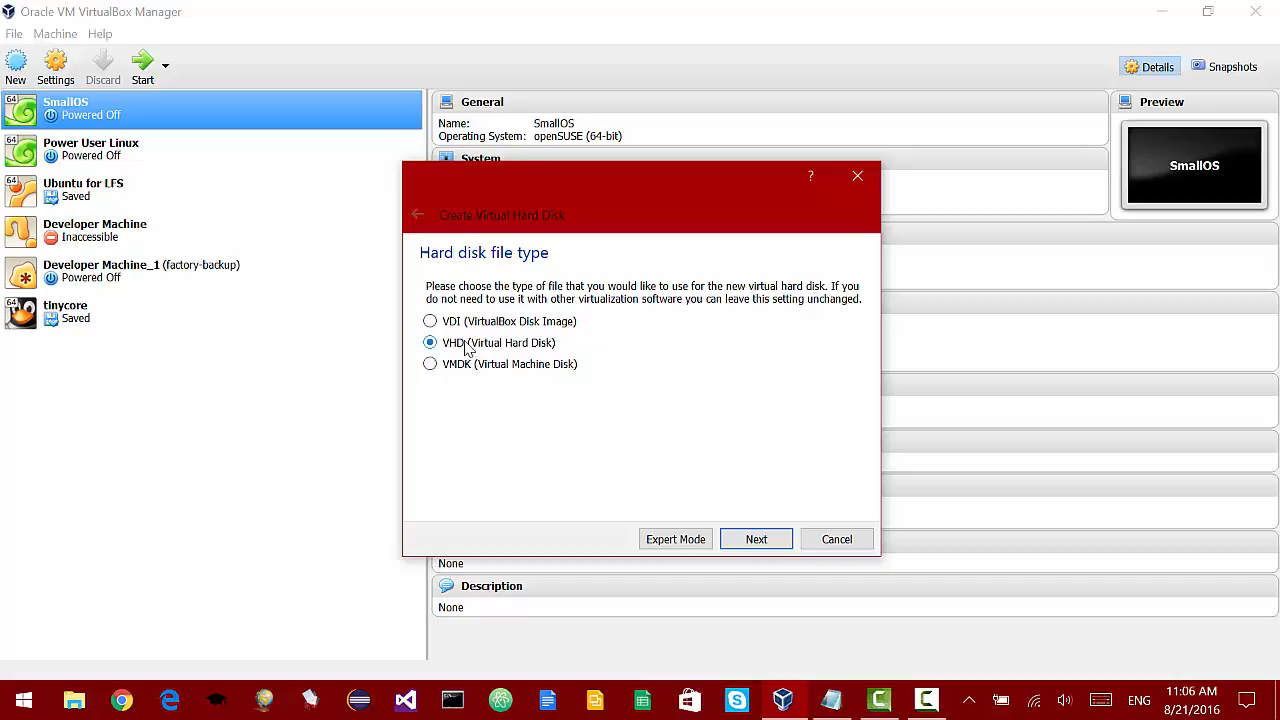 Oracle VM VirtualBox Manager
File Machine Help
New Settings Discard Start
Details Snapshots
64 SmallOS
Powered Off
64 Power User Linux
Powered Off
64 Ubuntu for LFS
Saved
Developer Machine
Inaccessible
Developer Machine_1 (factory-backup)
Powered Off
64 tinycore
Saved
General
Name: SmallOS
Operating System: openSUSE (64-bit)
System
Preview
SmallOS
?
Create Virtual Hard Disk
Hard disk file type
Please choose the type of file that you would like to use for the new virtual hard disk. If you
do not need to use it with other virtualization software you can leave this setting unchanged.
VDI (VirtualBox Disk Image)
VHD (Virtual Hard Disk)
VMDK (Virtual Machine Disk)
Expert Mode Next Cancel
None
Description
None
ENG
11:06 AM
8/21/2016